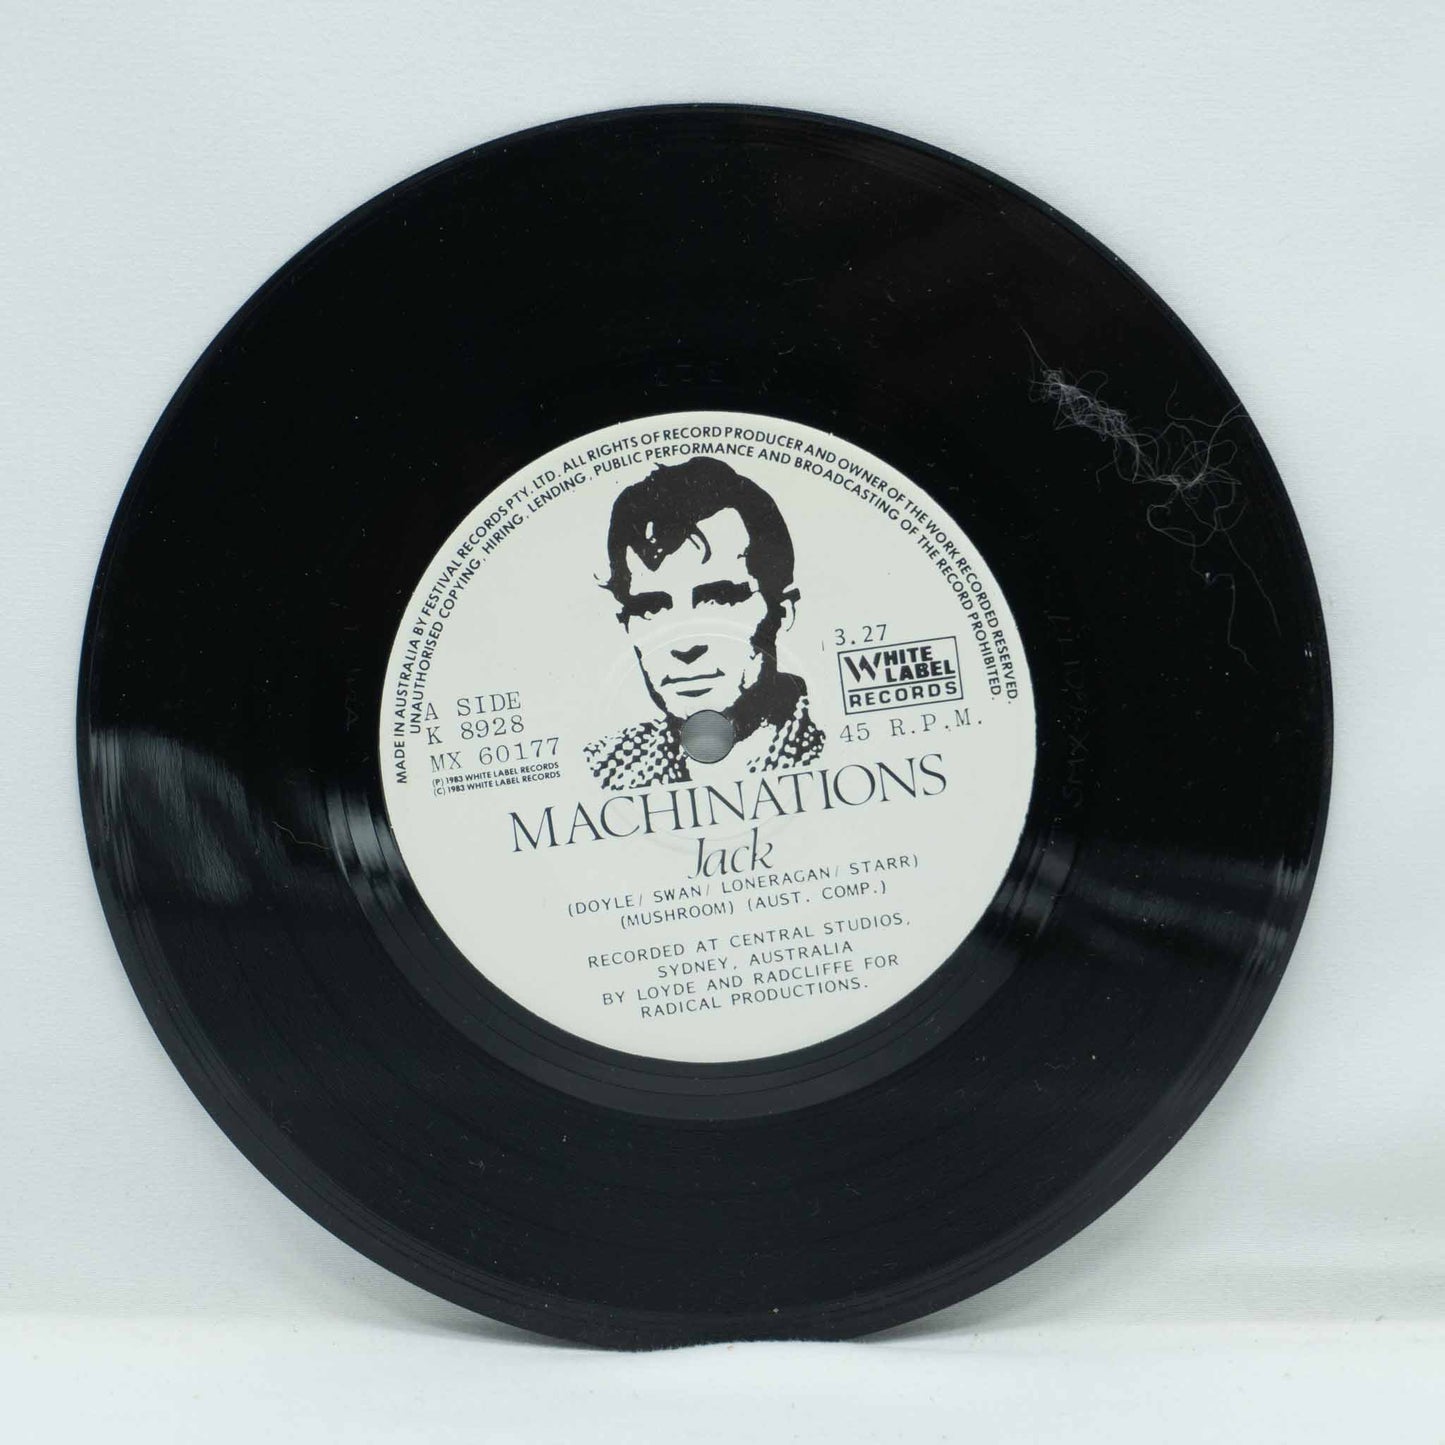 MADE IN AUSTRALIA BY FESTIVAL RECORDS PTY. LTD. ALL RIGHTS OF RECORD PRODUCER AND OWNER OF THE WORK RECORDED RESERVED.
UNAUTHORISED COPYING, HIRING, LENDING, PUBLIC PERFORMANCE AND BROADCASTING OF THE RECORD PROHIBITED.
3.27
WHITE
LABEL
RECORDS
45 R.P.M.
A SIDE
K 8928
MX 60177
(P) 1983 WHITE LABEL RECORDS
(C) 1983 WHITE LABEL RECORDS
MACHINATIONS
Jack
(DOYLE/ SWAN/ LONERAGAN/ STARR)
(MUSHROOM) (AUST. COMP.)
RECORDED AT CENTRAL STUDIOS,
SYDNEY, AUSTRALIA
BY LOYDE AND RADCLIFFE FOR
RADICAL PRODUCTIONS.